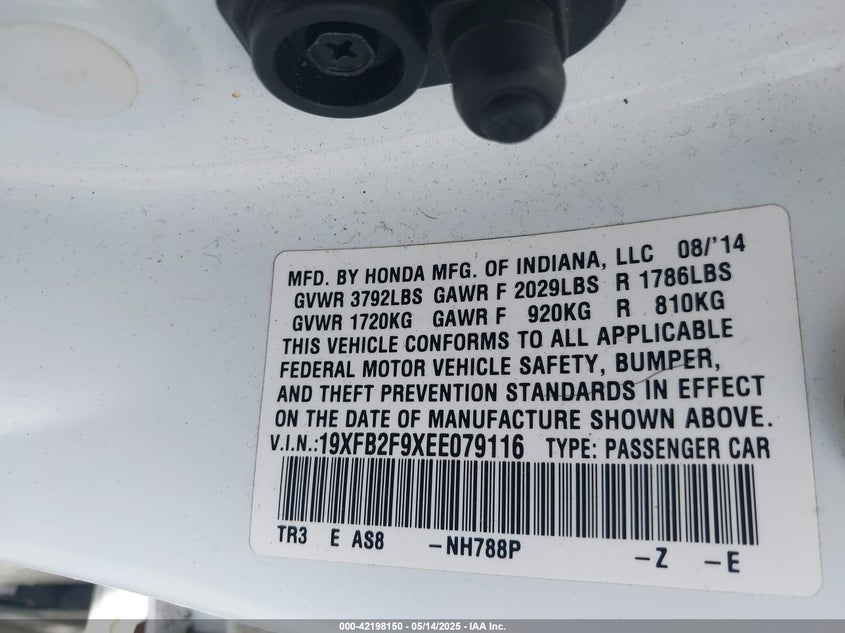 MFD. BY HONDA MFG. OF INDIANA, LLC 08/'14
GVWR 3792LBS GAWR F 2029LBS R 1786LBS
GVWR 1720KG GAWR F 920KG R 810KG
THIS VEHICLE CONFORMS TO ALL APPLICABLE
FEDERAL MOTOR VEHICLE SAFETY, BUMPER,
AND THEFT PREVENTION STANDARDS IN EFFECT
ON THE DATE OF MANUFACTURE SHOWN ABOVE.
V.I.N.:19XFB2F9XEE079116 TYPE: PASSENGER CAR
TR3 E AS8 -NH788P -Z -E
000-42198150 - 05/14/2025 - IAA Inc.